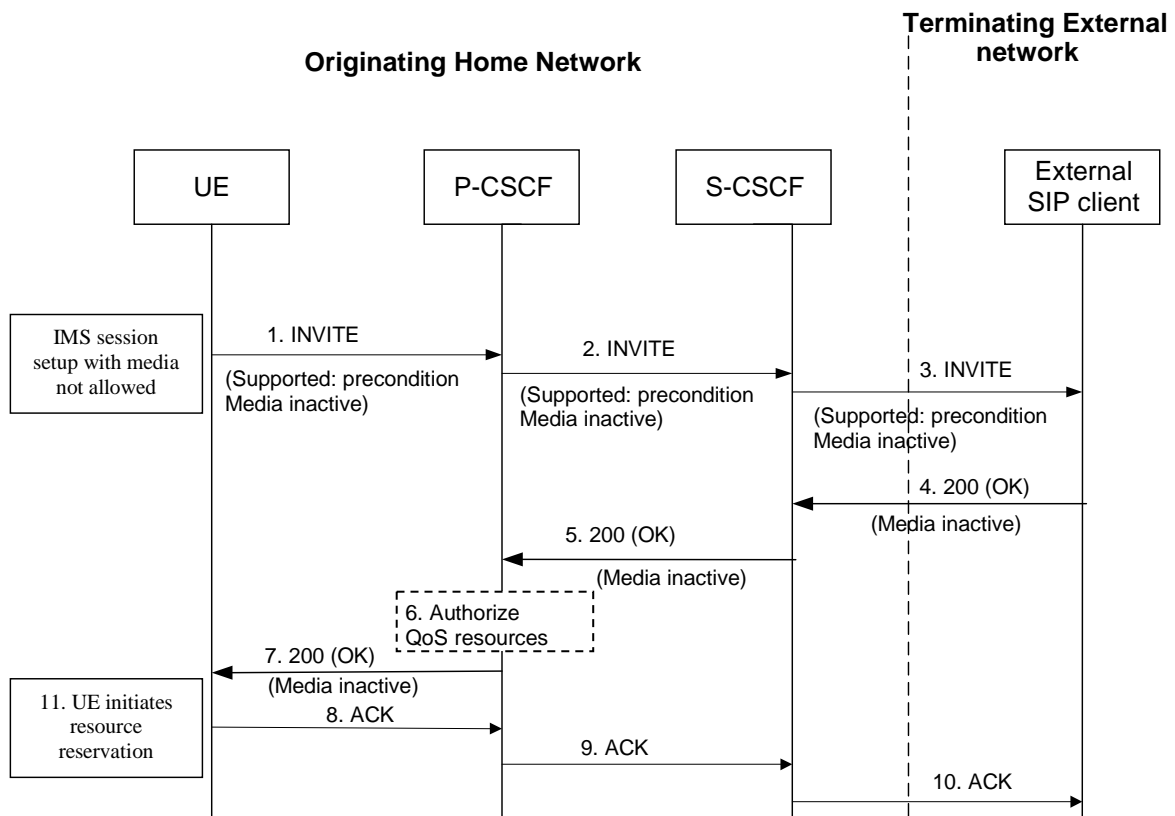 Terminating External
network
Originating Home Network
UE
P-CSCF
S-CSCF
External
SIP client
IMS session
setup with media
not allowed
1. INVITE
(Supported: precondition
Media inactive)
2. INVITE
(Supported: precondition
Media inactive)
3. INVITE
(Supported: precondition
Media inactive)
4. 200 (OK)
(Media inactive)
5. 200 (OK)
(Media inactive)
6. Authorize
QoS resources
7. 200 (OK)
(Media inactive)
11. UE initiates
resource
reservation
8. ACK
9. ACK
10. ACK